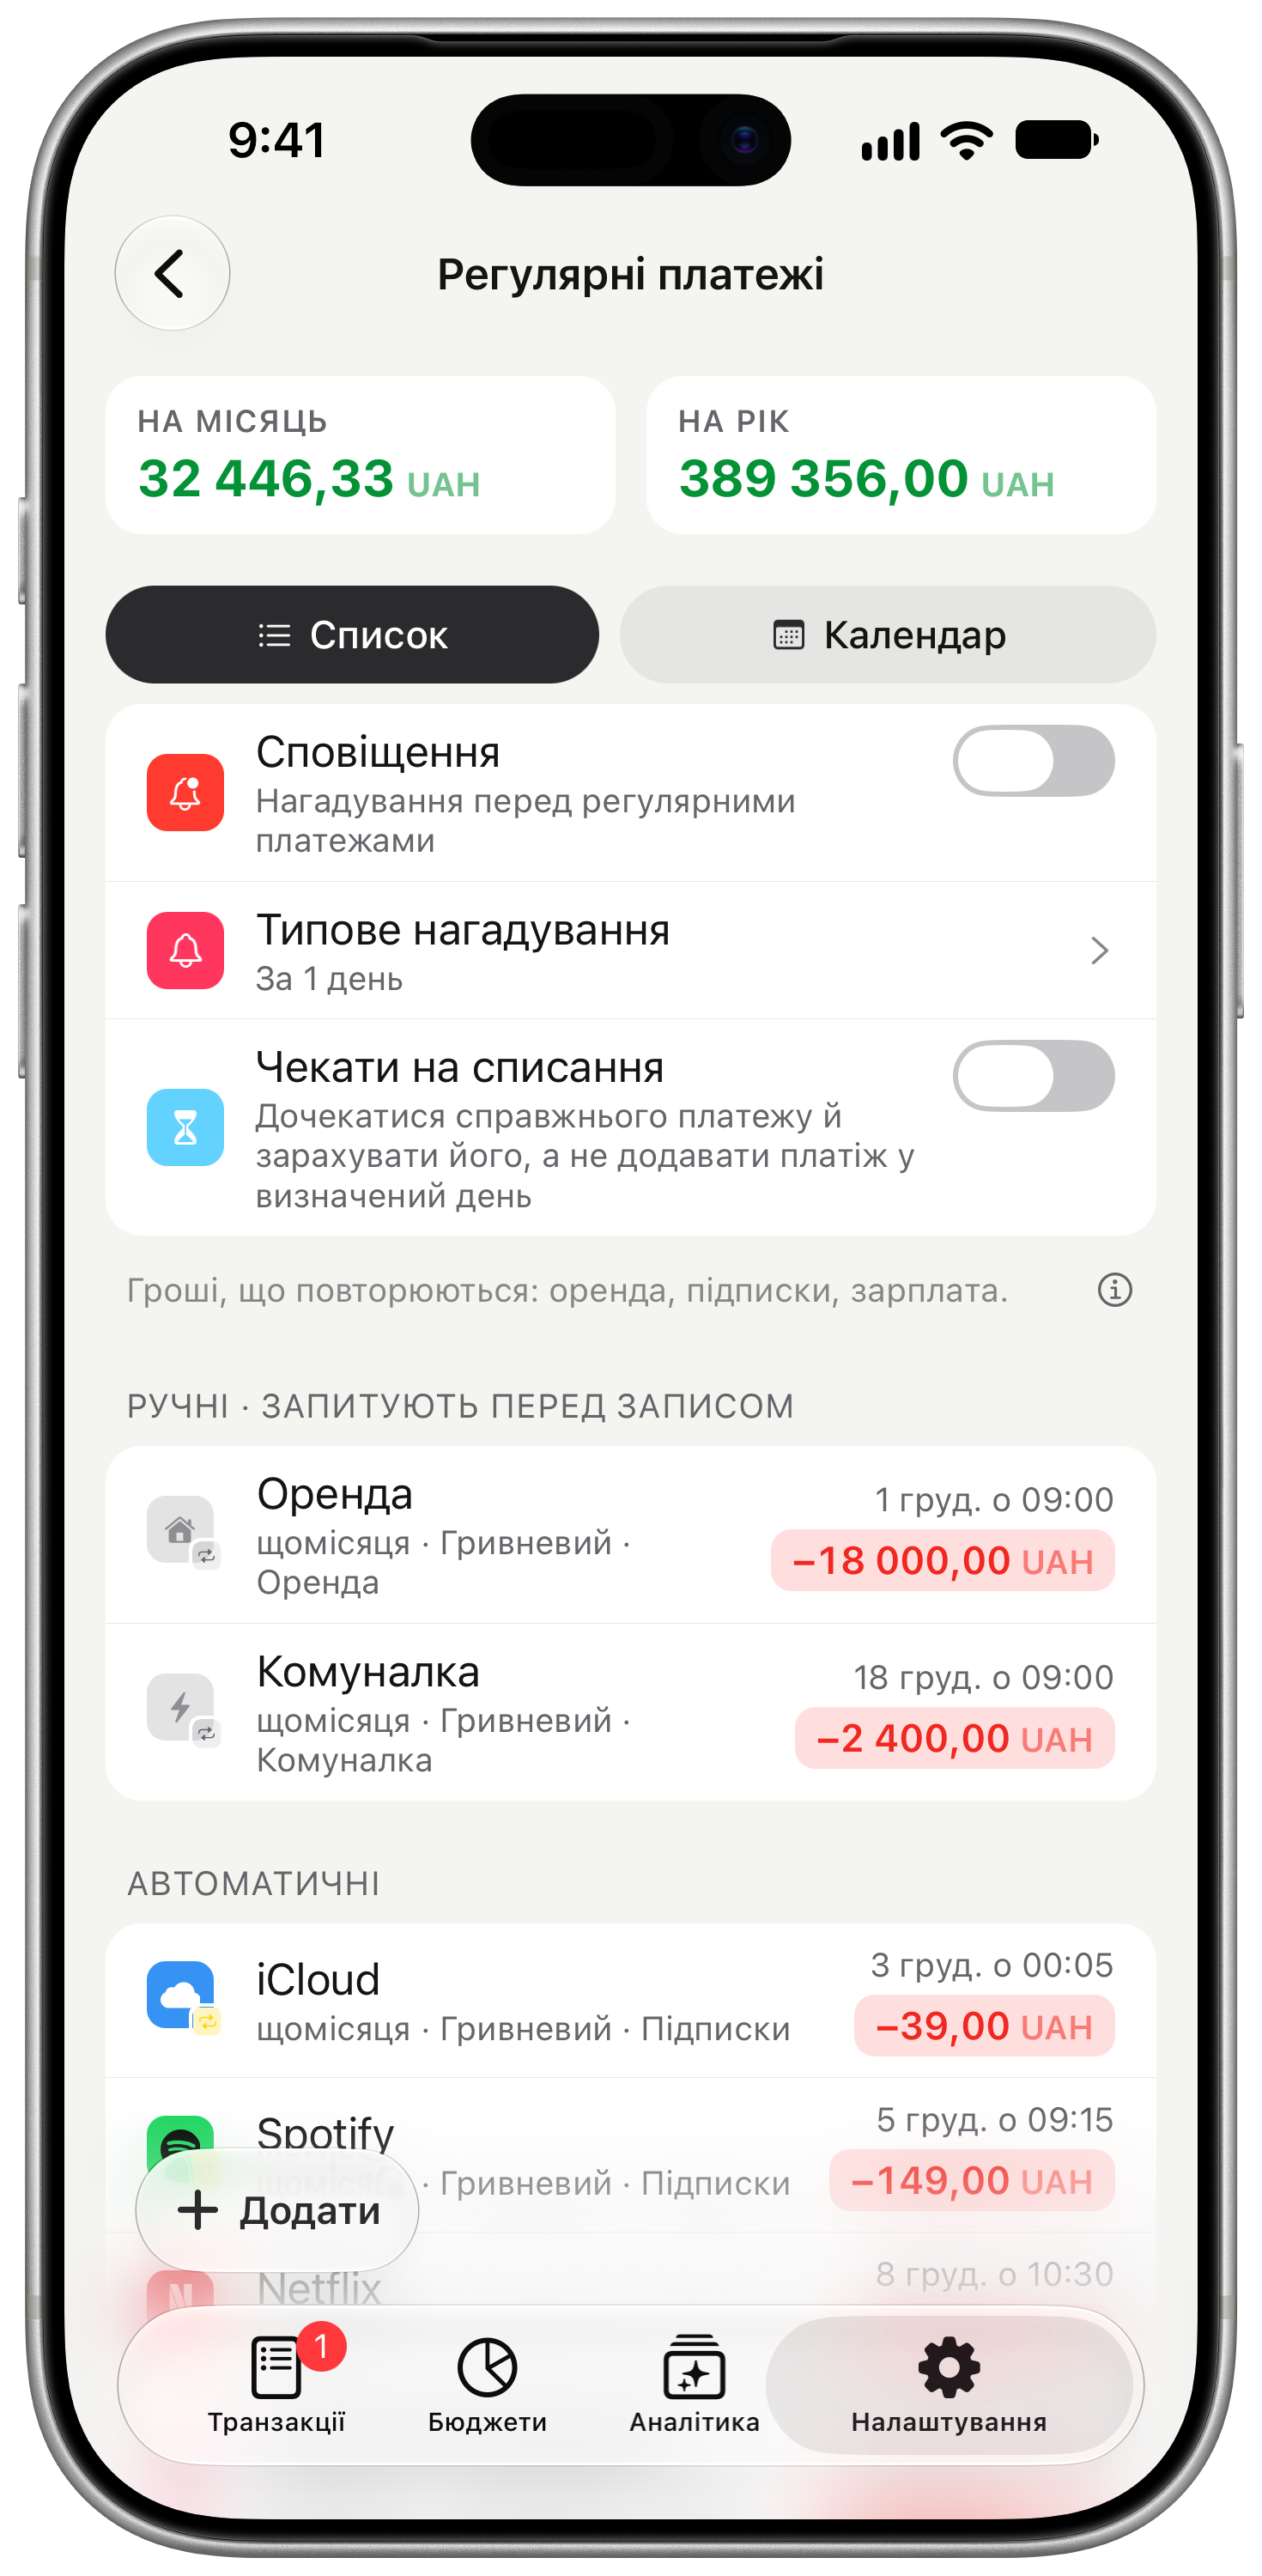 9:41
Регулярні платежі
НА МІСЯЦЬ
32 446,33 UAH
НА РІК
389 356,00 UAH
Список
Календар
Сповіщення
Нагадування перед регулярними
платежами
Типове нагадування
За 1 день
Чекати на списання
Дочекатися справжнього платежу й
зарахувати його, а не додавати платіж у
визначений день
Гроші, що повторюються: оренда, підписки, зарплата.
РУЧНІ · ЗАПИТУЮТЬ ПЕРЕД ЗАПИСОМ
Оренда
щомісяця · Гривневий ·
Оренда
1 груд. о 09:00
−18 000,00 UAH
Комуналка
щомісяця · Гривневий ·
Комуналка
18 груд. о 09:00
−2 400,00 UAH
АВТОМАТИЧНІ
iCloud
щомісяця · Гривневий · Підписки
3 груд. о 00:05
−39,00 UAH
Spotify
· Гривневий · Підписки
5 груд. о 09:15
−149,00 UAH
Додати
Netflix
8 груд. о 10:30
1
Транзакції
Бюджети
Аналітика
Налаштування